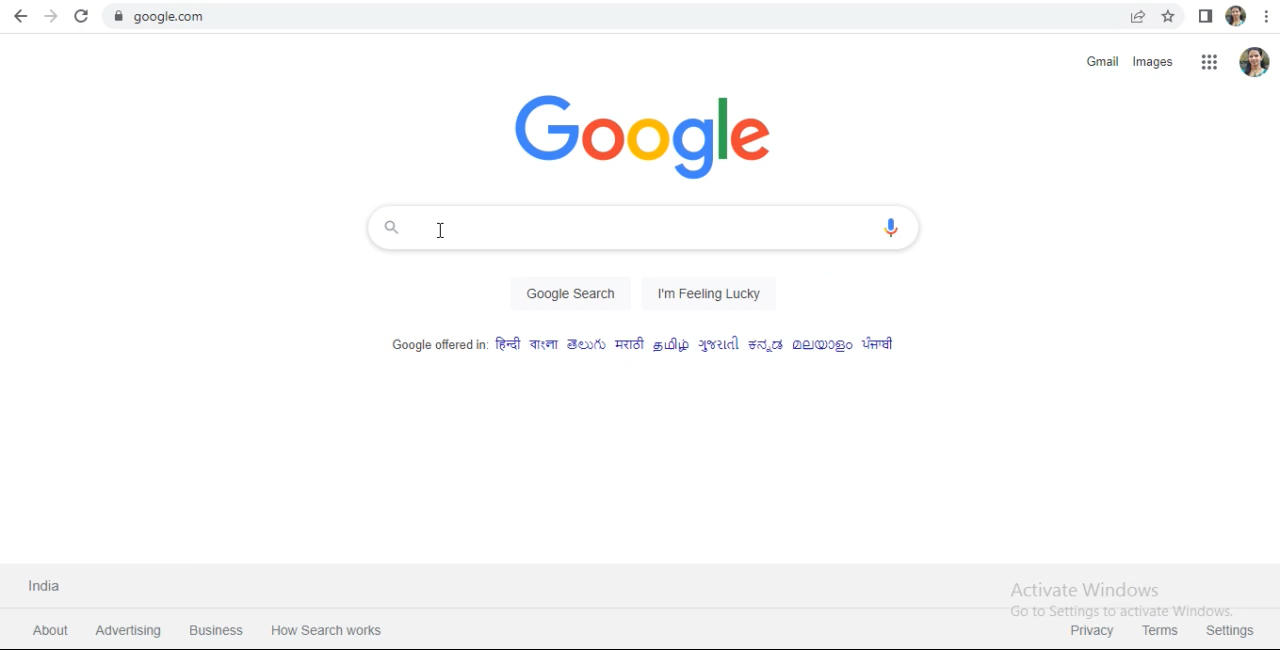 google.com
Gmail Images
Google
Google Search I'm Feeling Lucky
Google offered in: हिन्दी বাংলা తెలుగు मराठी தமிழ் ગુજરાતી ಕನ್ನಡ മലയാളം ਪੰਜਾਬੀ
India
Activate Windows
Go to Settings to activate Windows.
About Advertising Business How Search works Privacy Terms Settings